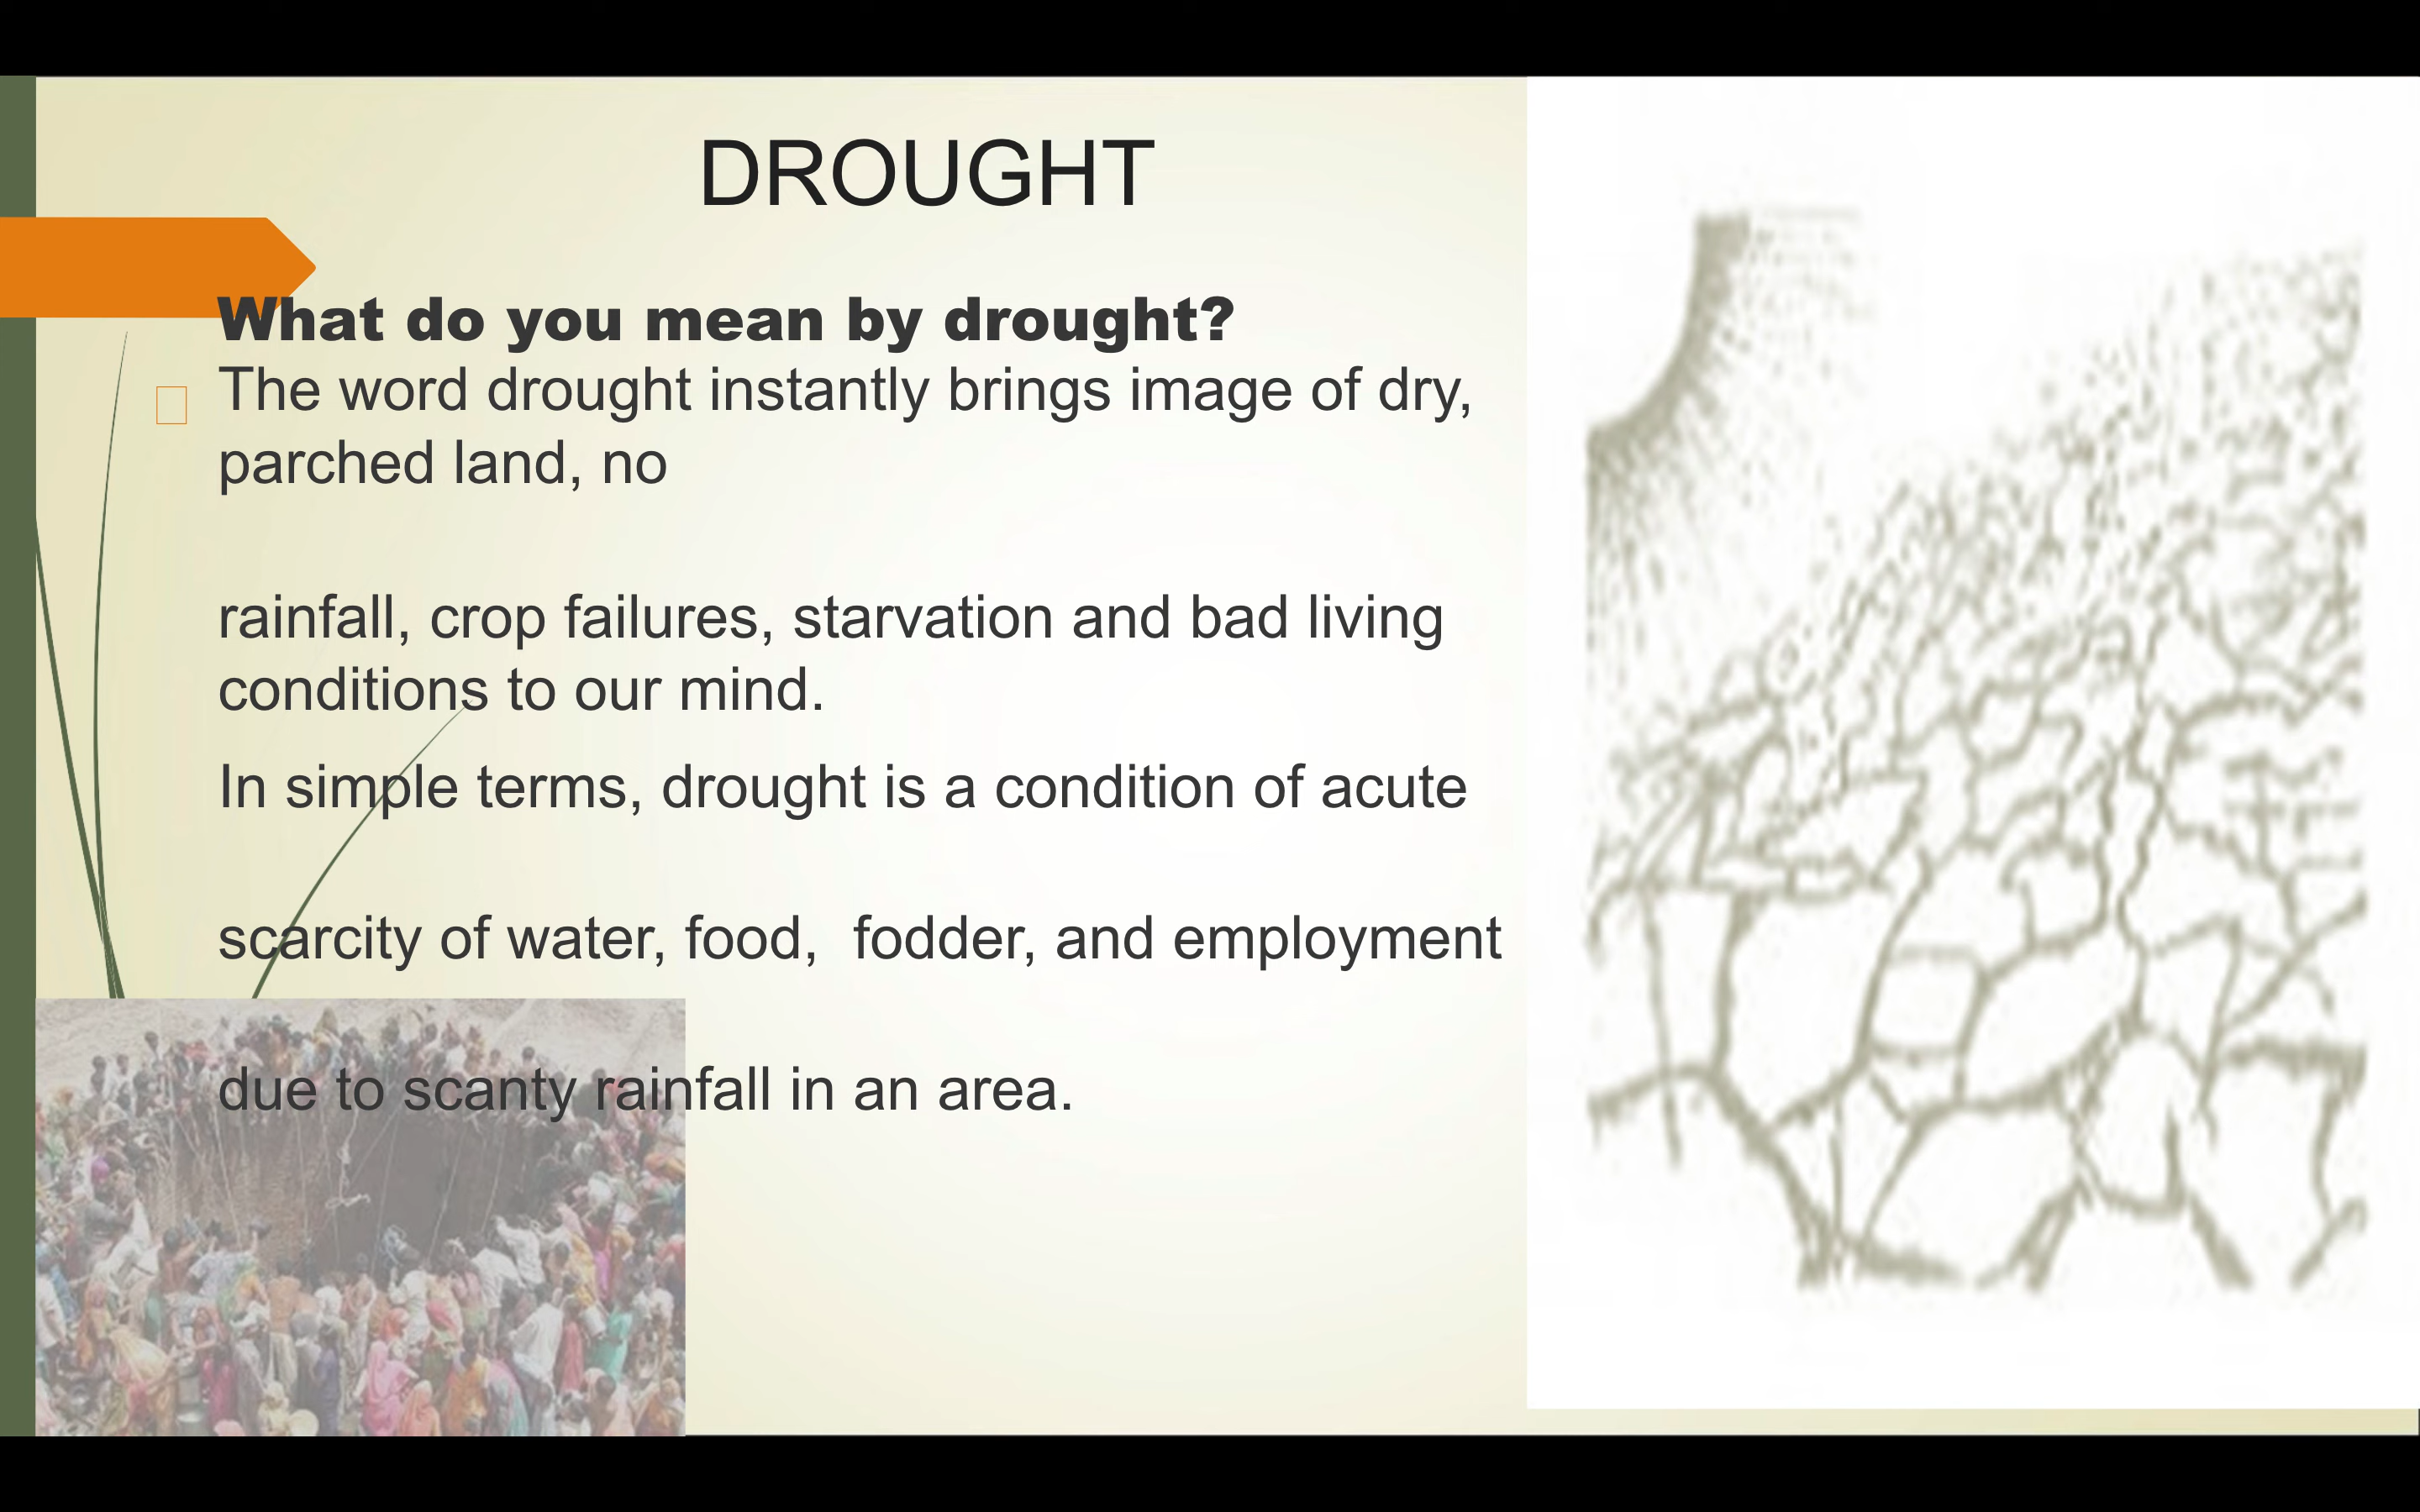 DROUGHT
What do you mean by drought?
The word drought instantly brings image of dry,
parched land, no
rainfall, crop failures, starvation and bad living
conditions to our mind.
In simple terms, drought is a condition of acute
scarcity of water, food,  fodder, and employment
due to scanty rainfall in an area.